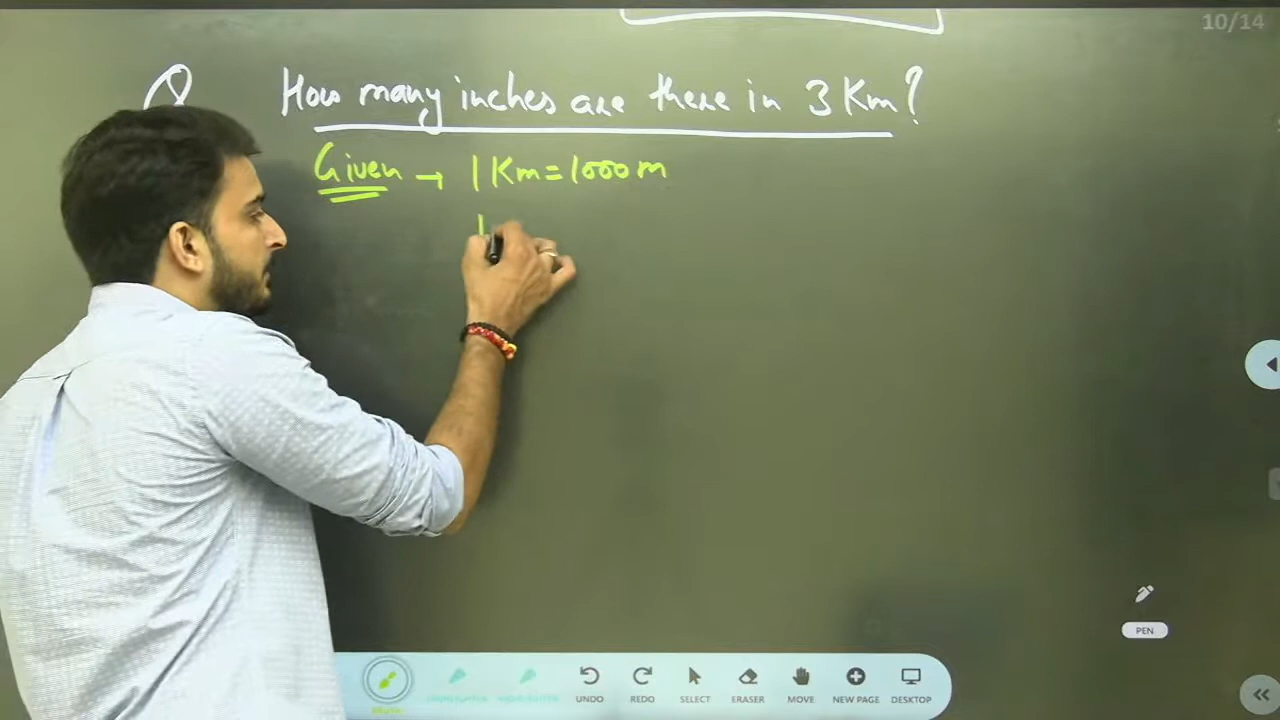 10/14
Q How many inches are there in 3 Km?
Given → 1 Km = 1000 m
1
PEN
UNDO REDO SELECT ERASER MOVE NEW PAGE DESKTOP